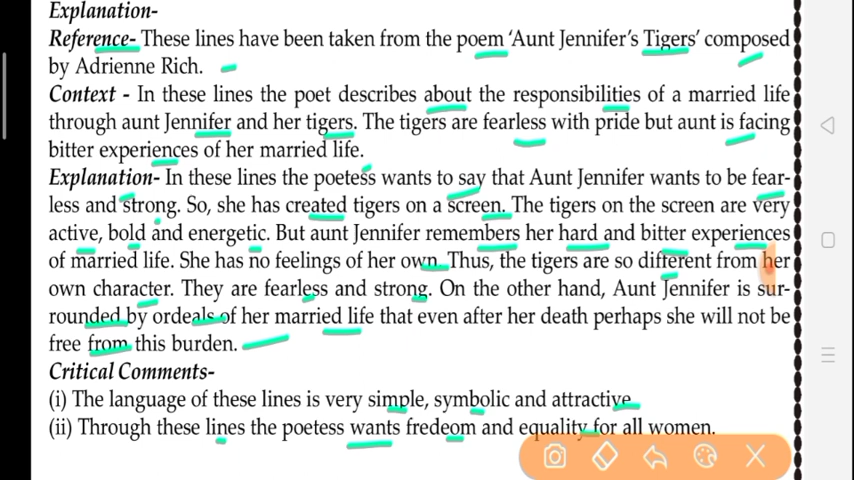 Explanation-
Reference- These lines have been taken from the poem ‘Aunt Jennifer’s Tigers’ composed
by Adrienne Rich.
Context - In these lines the poet describes about the responsibilities of a married life
through aunt Jennifer and her tigers. The tigers are fearless with pride but aunt is facing
bitter experiences of her married life.
Explanation- In these lines the poetess wants to say that Aunt Jennifer wants to be fear-
less and strong. So, she has created tigers on a screen. The tigers on the screen are very
active, bold and energetic. But aunt Jennifer remembers her hard and bitter experiences
of married life. She has no feelings of her own. Thus, the tigers are so different from her
own character. They are fearless and strong. On the other hand, Aunt Jennifer is sur-
rounded by ordeals of her married life that even after her death perhaps she will not be
free from this burden.
Critical Comments-
(i) The language of these lines is very simple, symbolic and attractive.
(ii) Through these lines the poetess wants fredeom and equality for all women.